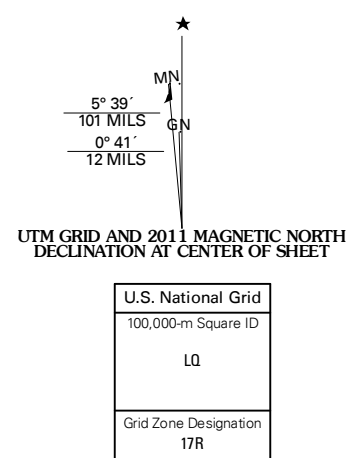 ★
MN
5° 39´
101 MILS
GN
0° 41´
12 MILS
UTM GRID AND 2011 MAGNETIC NORTH
DECLINATION AT CENTER OF SHEET
U.S. National Grid
100,000-m Square ID
LQ
Grid Zone Designation
17R